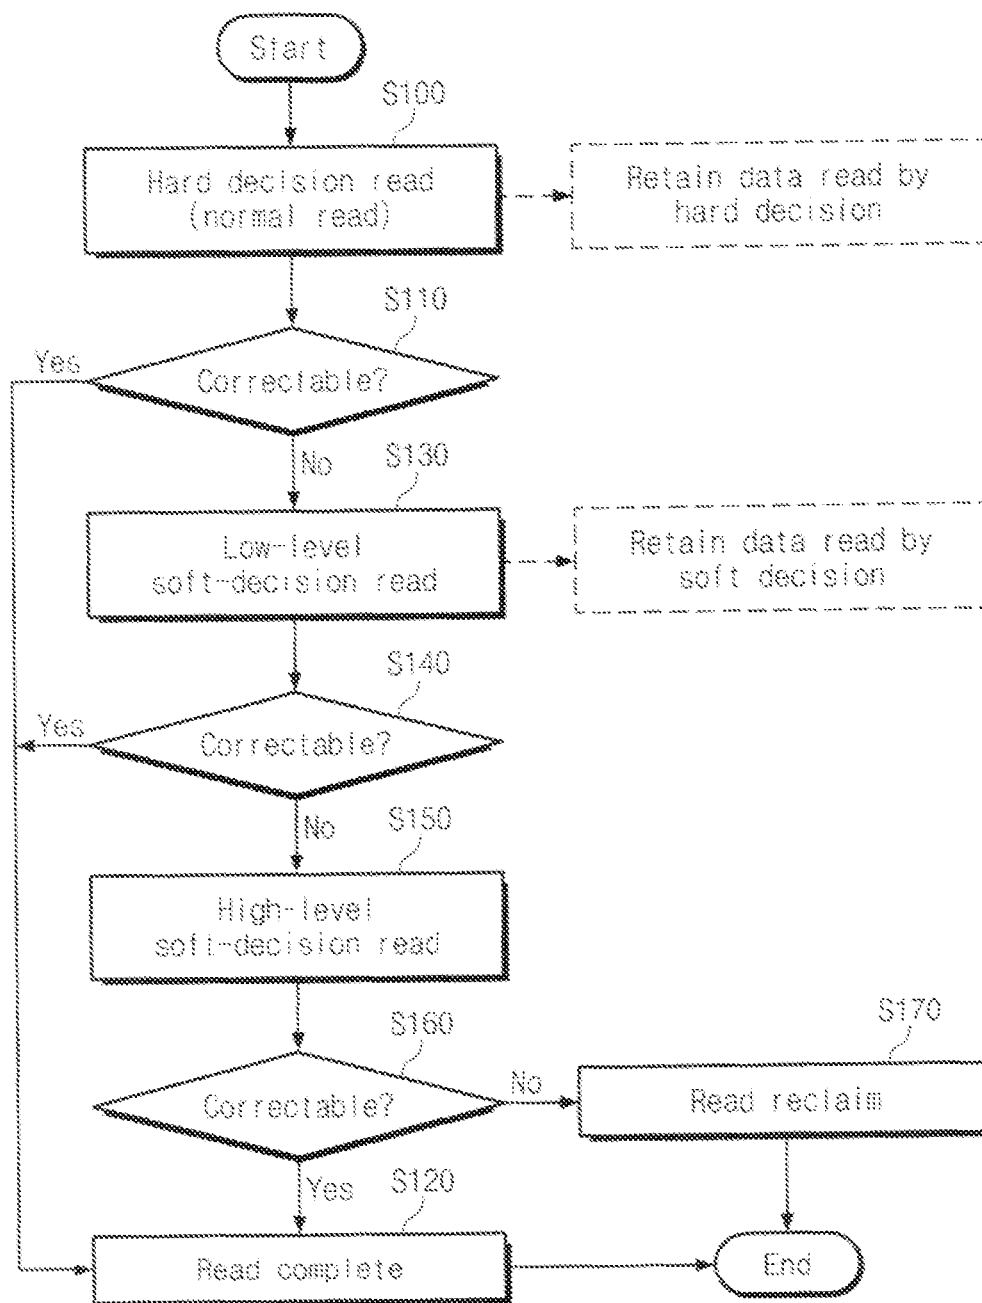 Start
S100
Hard decision read
(normal read)
Retain data read by
hard decision
S110
Yes
Correctable?
No
S130
Low-level
soft-decision read
Retain data read by
soft decision
S140
Yes
Correctable?
No
S150
High-level
soft-decision read
S160
S170
Correctable?
No
Read reclaim
Yes
S120
Read complete
End